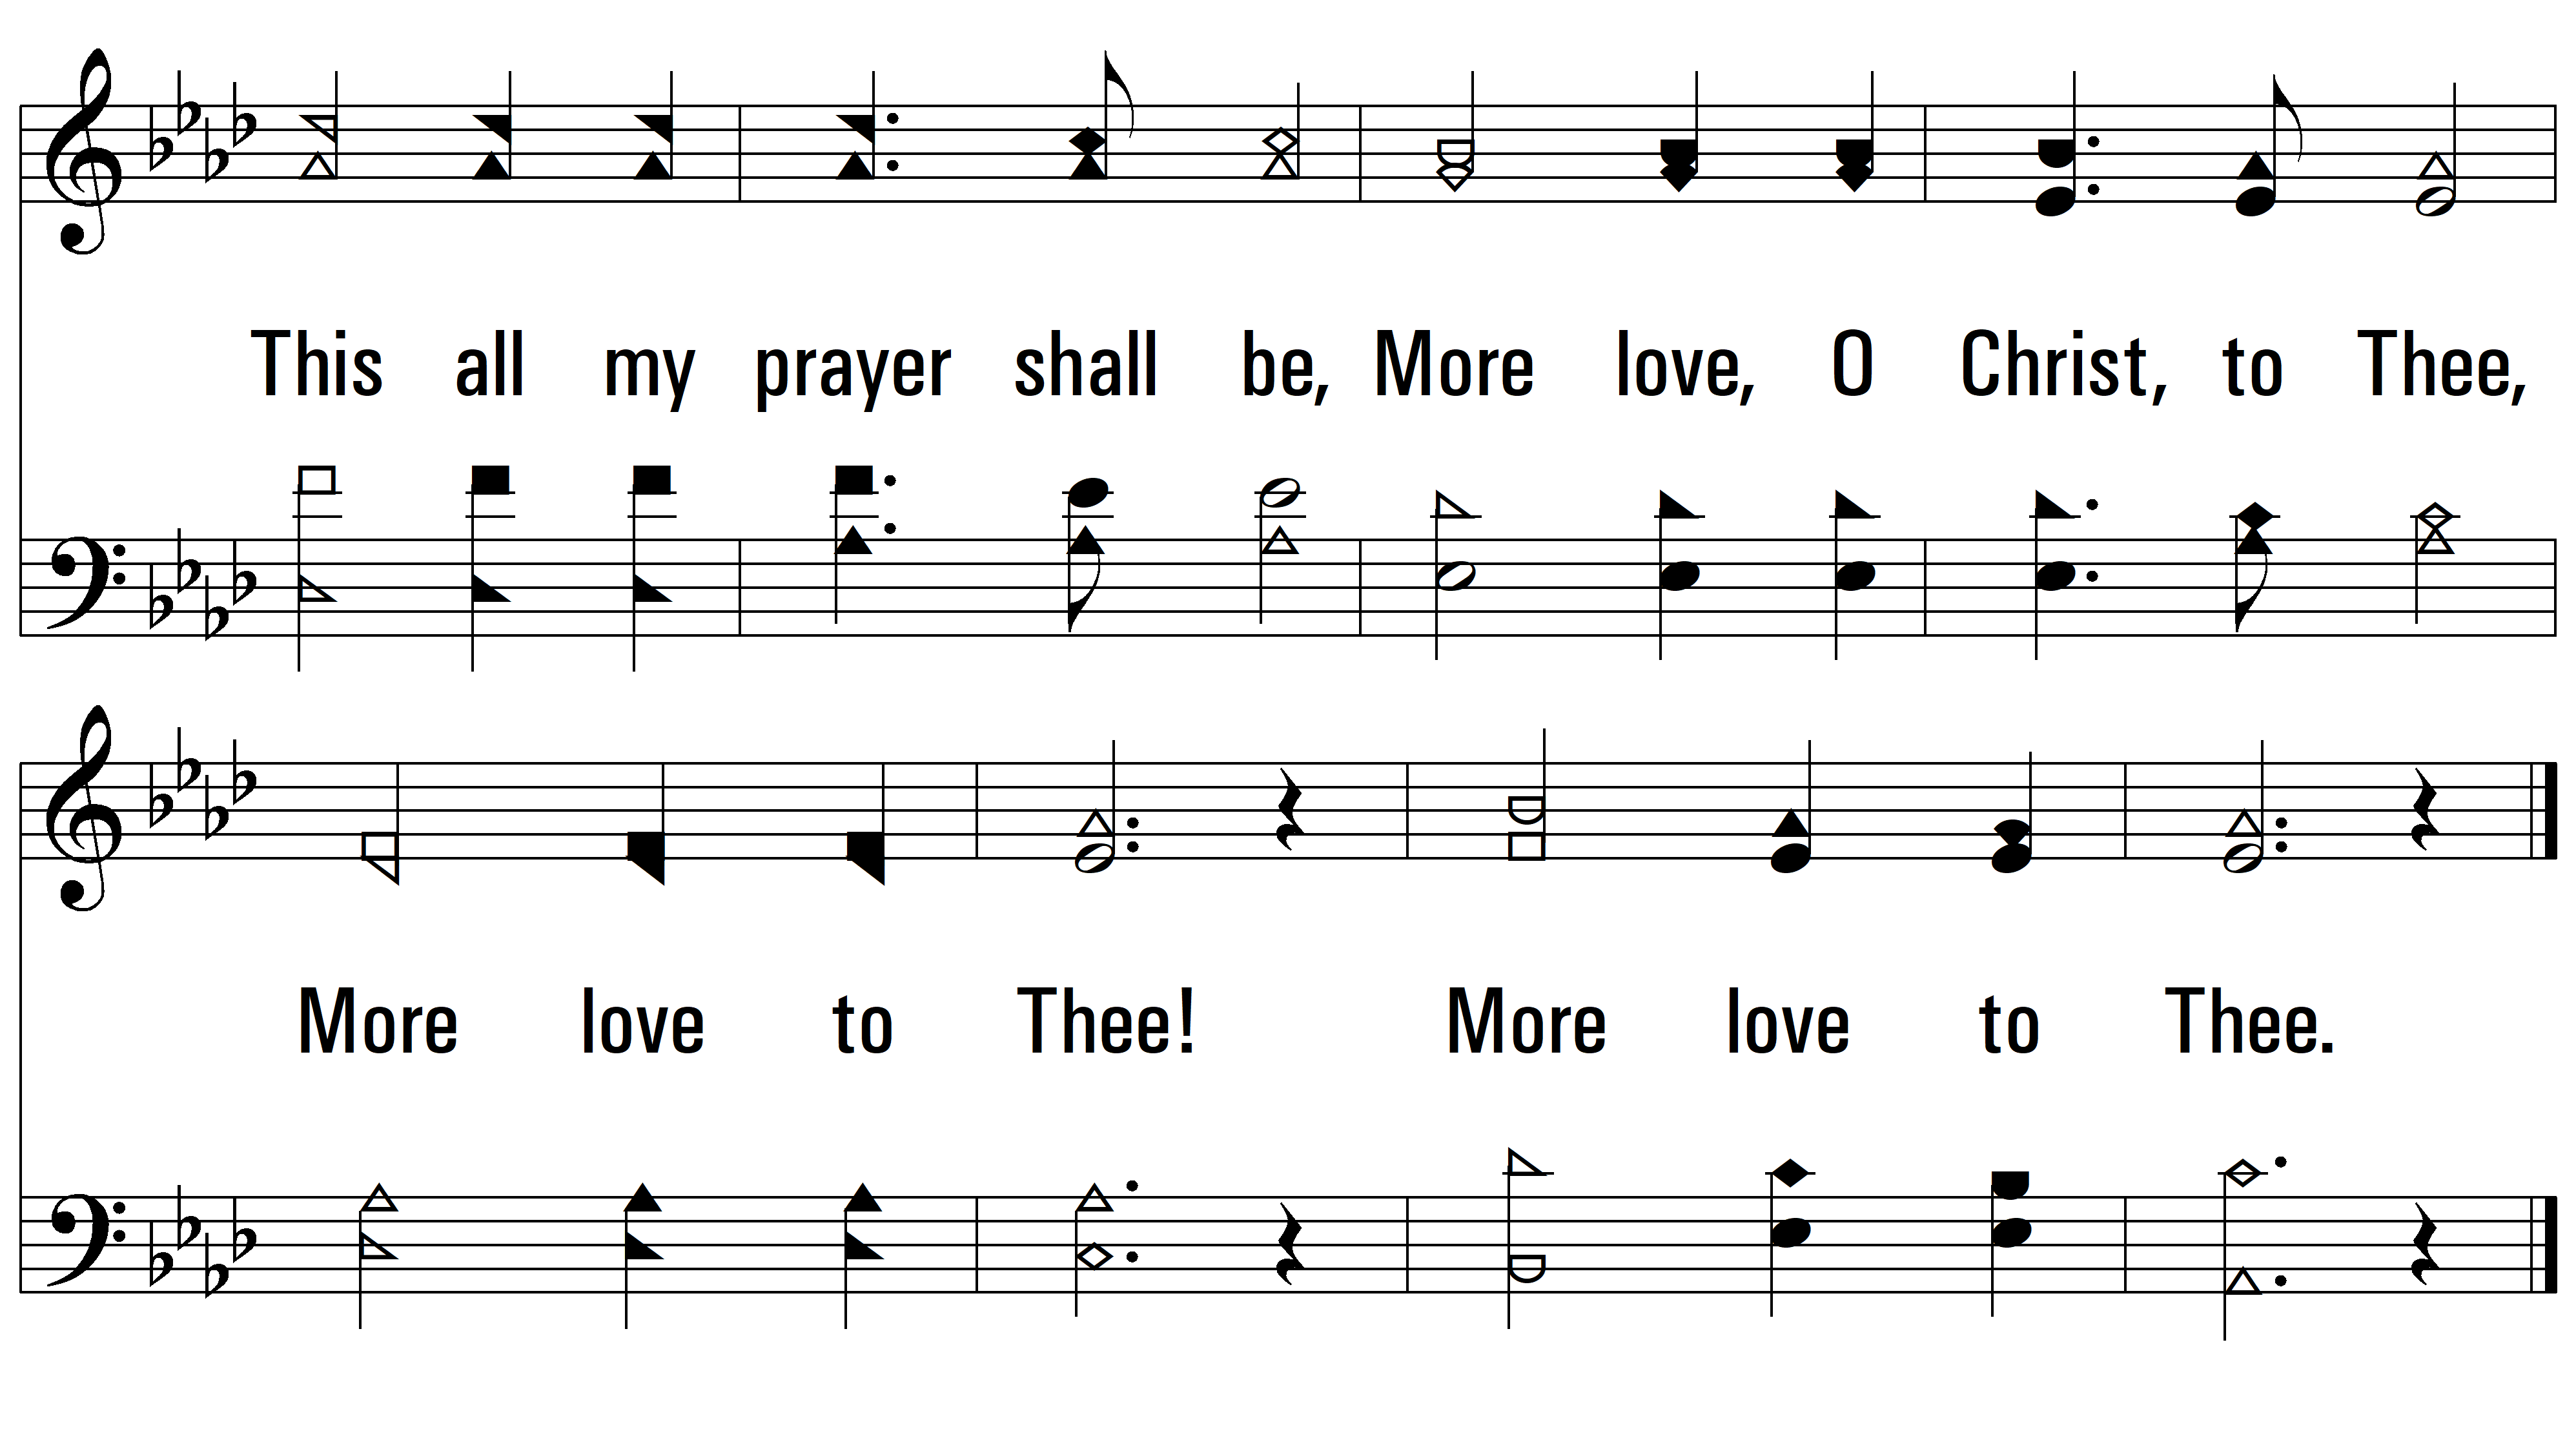 This all my prayer shall be, More love, O Christ, to Thee,
More love to Thee! More love to Thee.